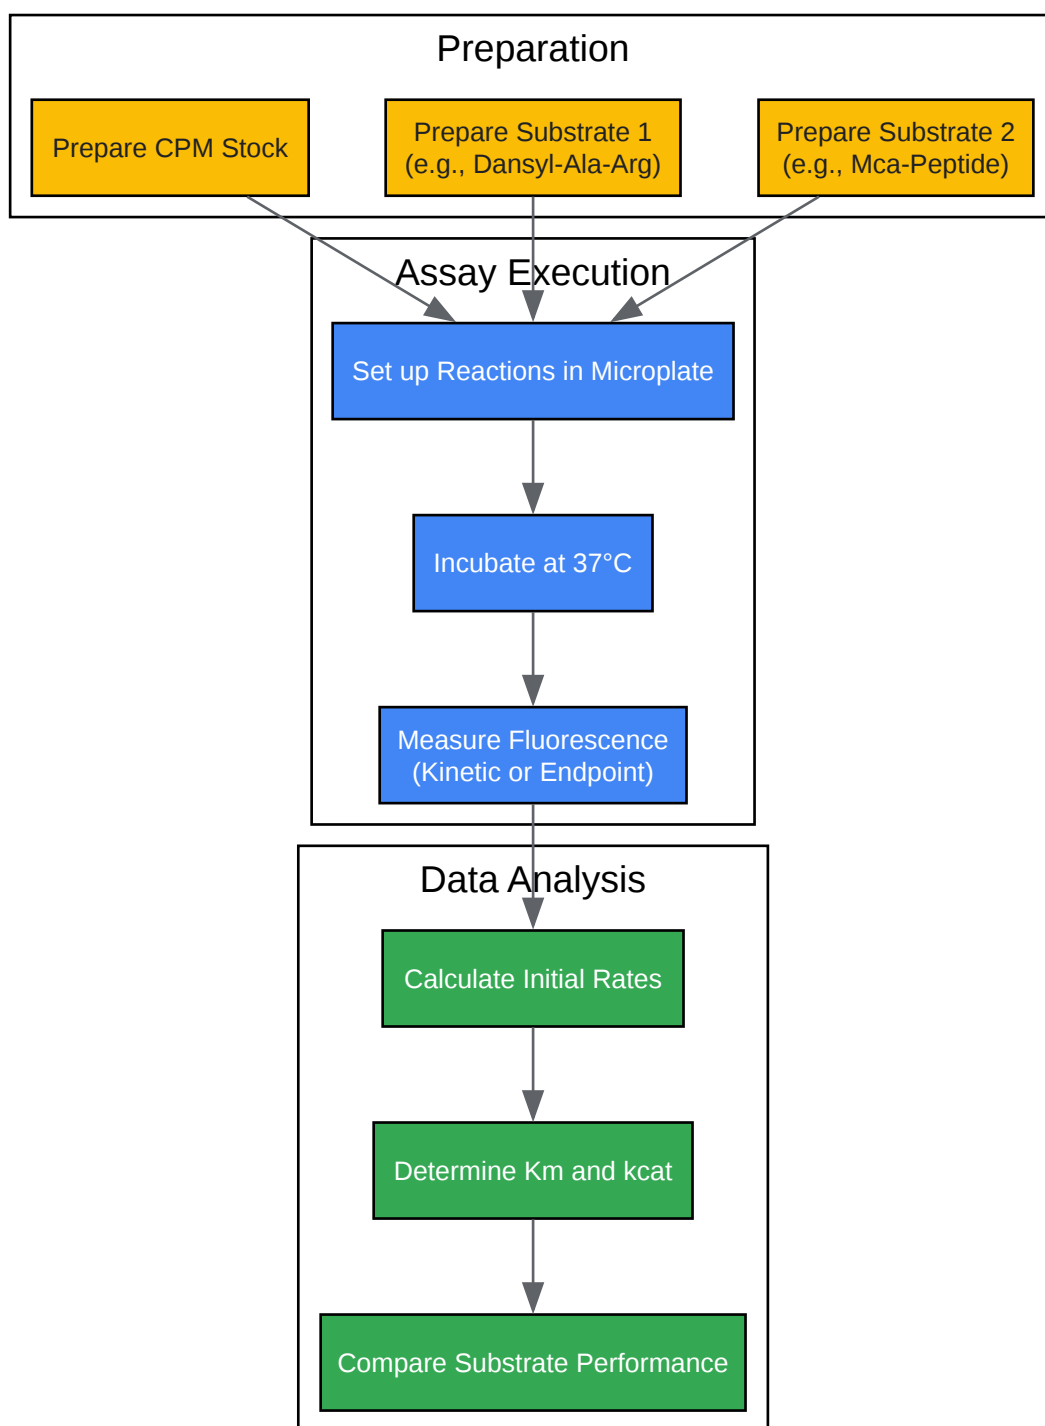 Preparation
Prepare CPM Stock
Prepare Substrate 1
(e.g., Dansyl-Ala-Arg)
Prepare Substrate 2
(e.g., Mca-Peptide)
Assay Execution
Set up Reactions in Microplate
Incubate at 37°C
Measure Fluorescence
(Kinetic or Endpoint)
Data Analysis
Calculate Initial Rates
Determine Km and kcat
Compare Substrate Performance